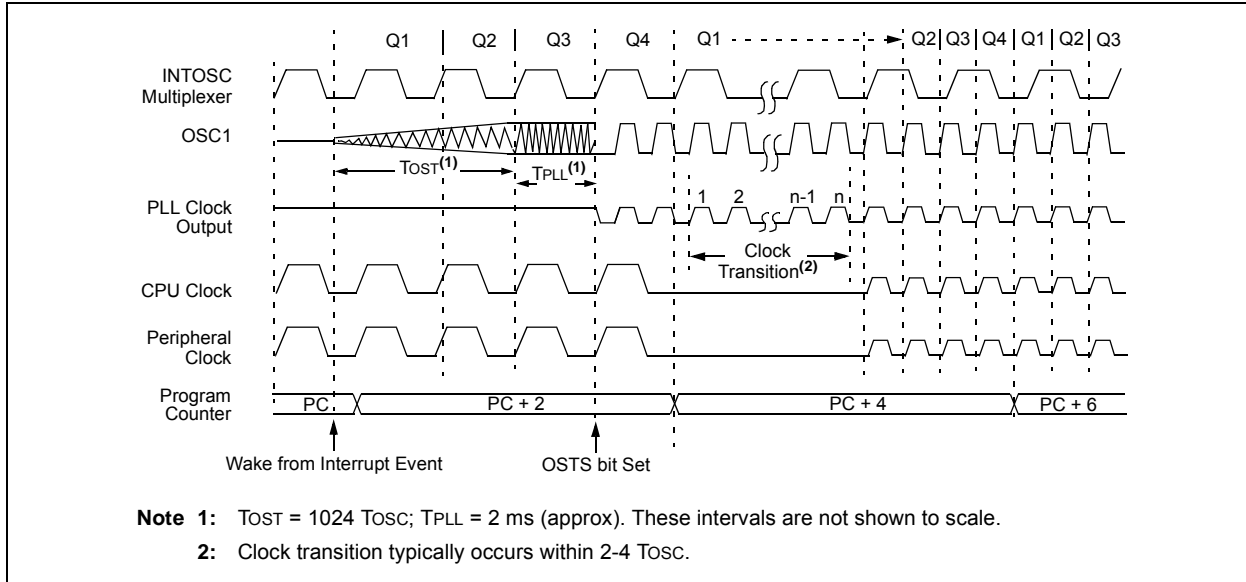 Q1 Q2 Q3 Q4 Q1 Q2 Q3 Q4 Q1 Q2 Q3
INTOSC
Multiplexer
OSC1
TOST(1) TPLL(1)
1 2 n-1 n
PLL Clock
Output
Clock
Transition(2)
CPU Clock
Peripheral
Clock
Program
Counter
PC PC + 2 PC + 4 PC + 6
Wake from Interrupt Event OSTS bit Set
Note 1: TOST = 1024 TOSC; TPLL = 2 ms (approx). These intervals are not shown to scale.
2: Clock transition typically occurs within 2-4 TOSC.